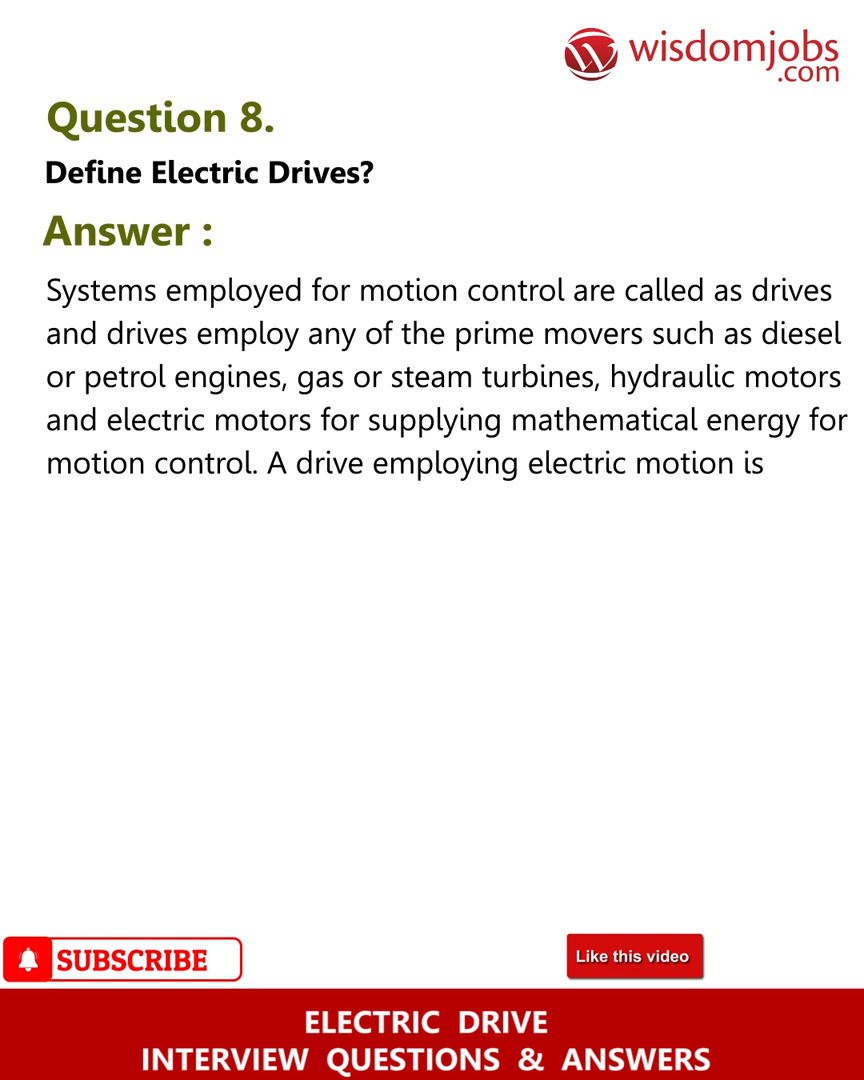 wisdomjobs
.com
Question 8.
Define Electric Drives?
Answer :
Systems employed for motion control are called as drives
and drives employ any of the prime movers such as diesel
or petrol engines, gas or steam turbines, hydraulic motors
and electric motors for supplying mathematical energy for
motion control. A drive employing electric motion is
SUBSCRIBE
Like this video
ELECTRIC DRIVE
INTERVIEW QUESTIONS & ANSWERS